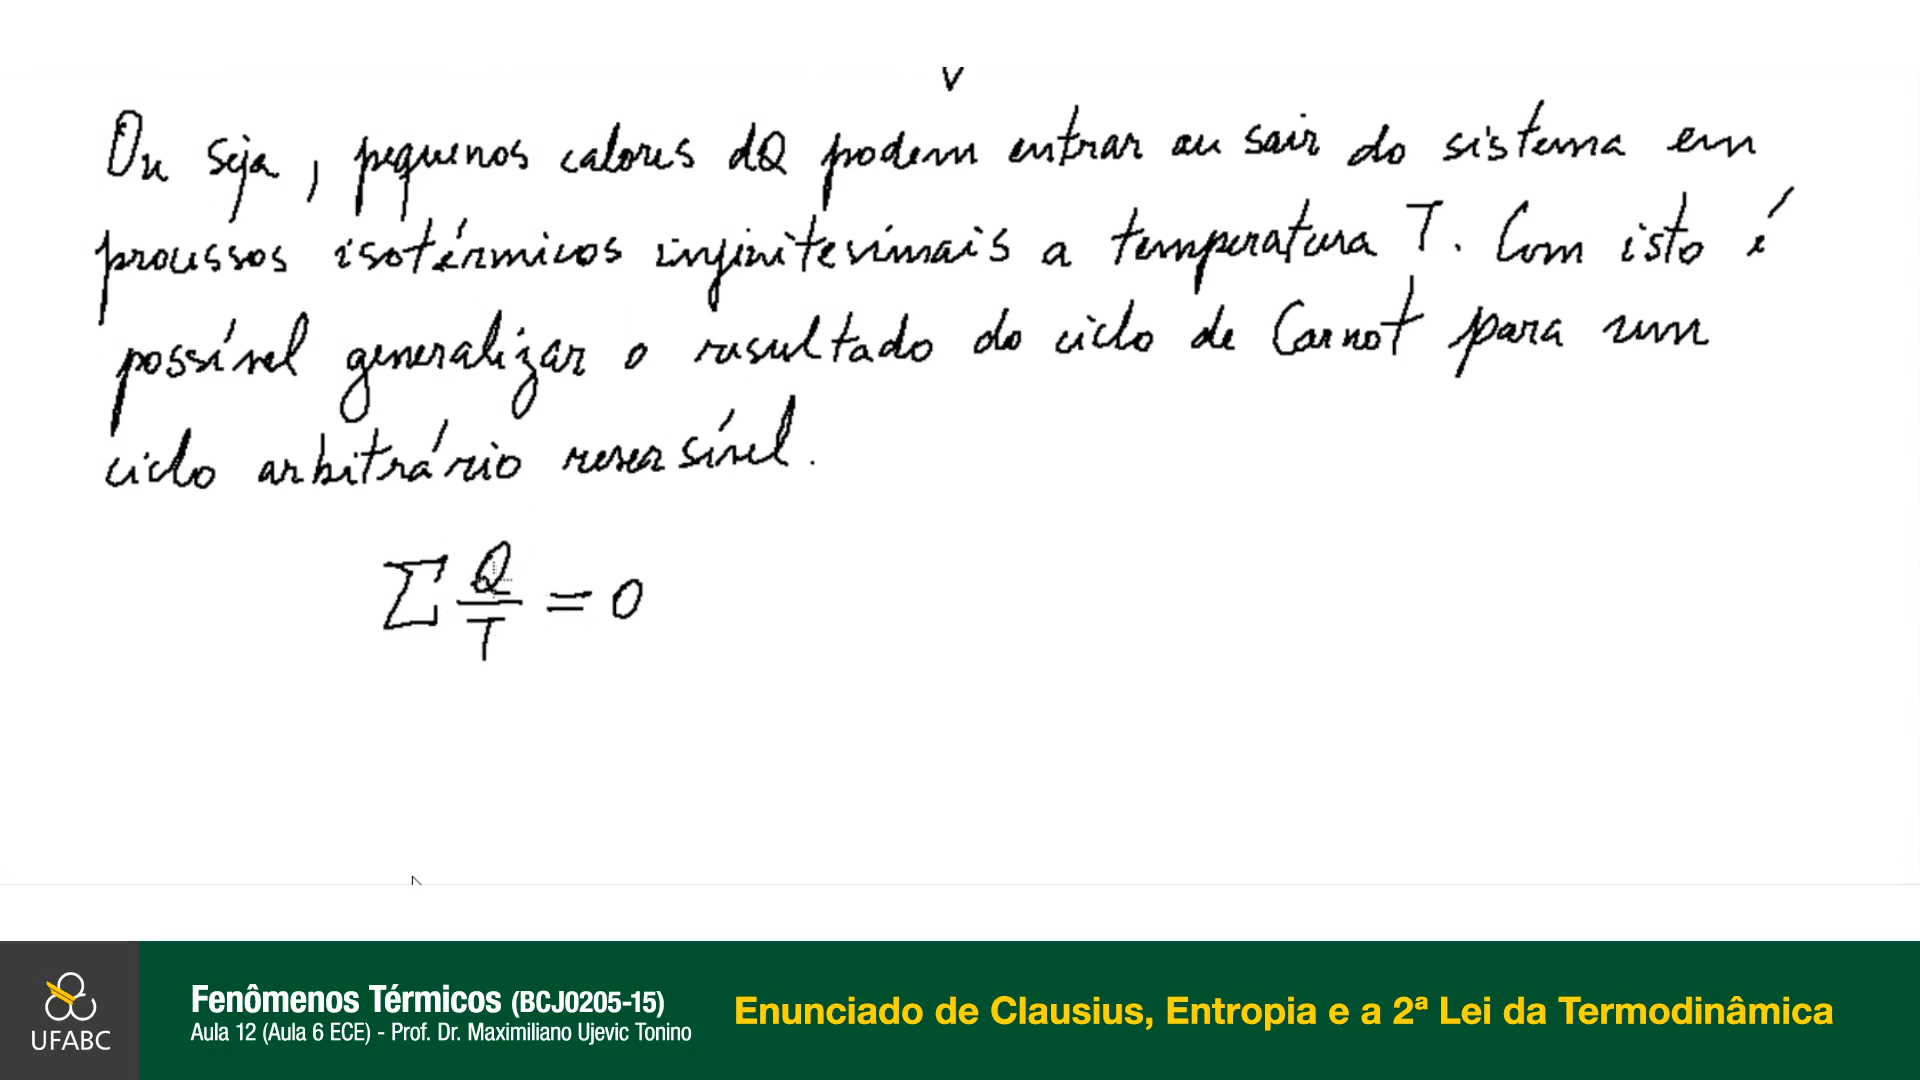 V
Ou seja, pequenos calores dQ podem entrar ou sair do sistema em
processos isotérmicos infinitesimais a temperatura T. Com isto é
possível generalizar o resultado do ciclo de Carnot para um
ciclo arbitrário reversível.
Σ Q/T = 0
UFABC
Fenômenos Térmicos (BCJ0205-15)
Aula 12 (Aula 6 ECE) - Prof. Dr. Maximiliano Ujevic Tonino
Enunciado de Clausius, Entropia e a 2ª Lei da Termodinâmica